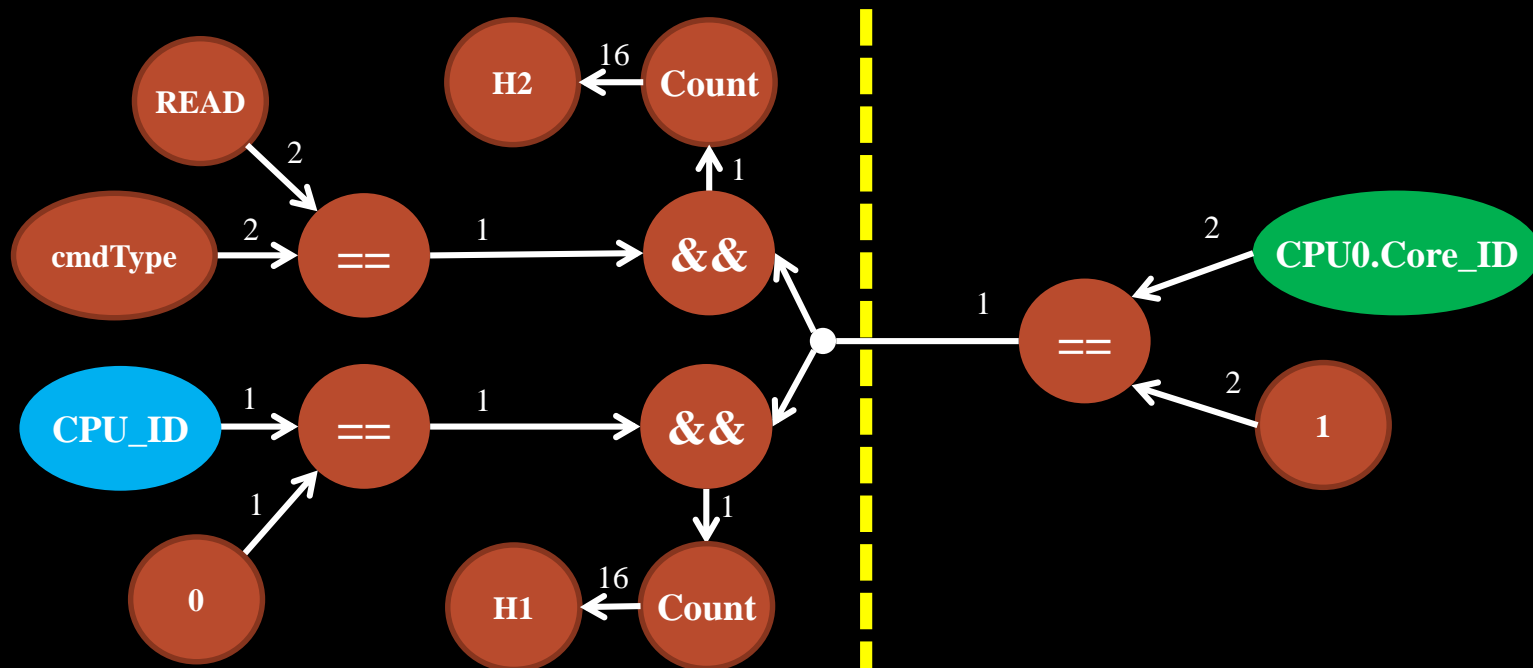 16
H2
Count
READ
2
1
2
CPU0.Core_ID
cmdType
2
==
1
&&
1
==
CPU_ID
1
==
1
&&
2
1
1
1
0
H1
16
Count